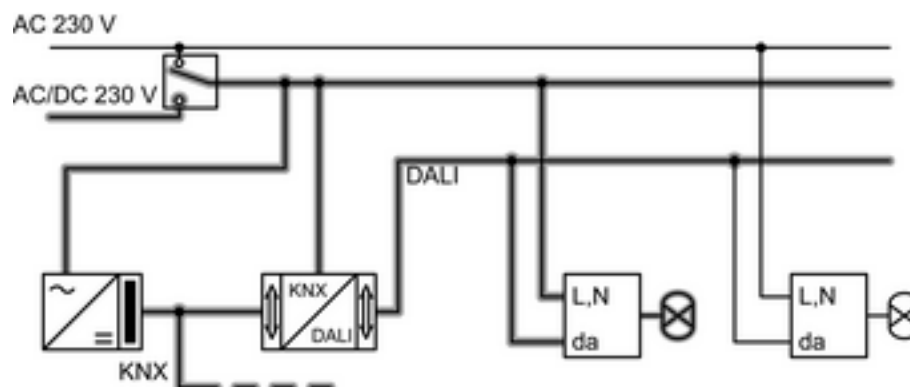 AC 230 V
AC/DC 230 V
DALI
KNX
DALI
L,N
da
L,N
da
KNX